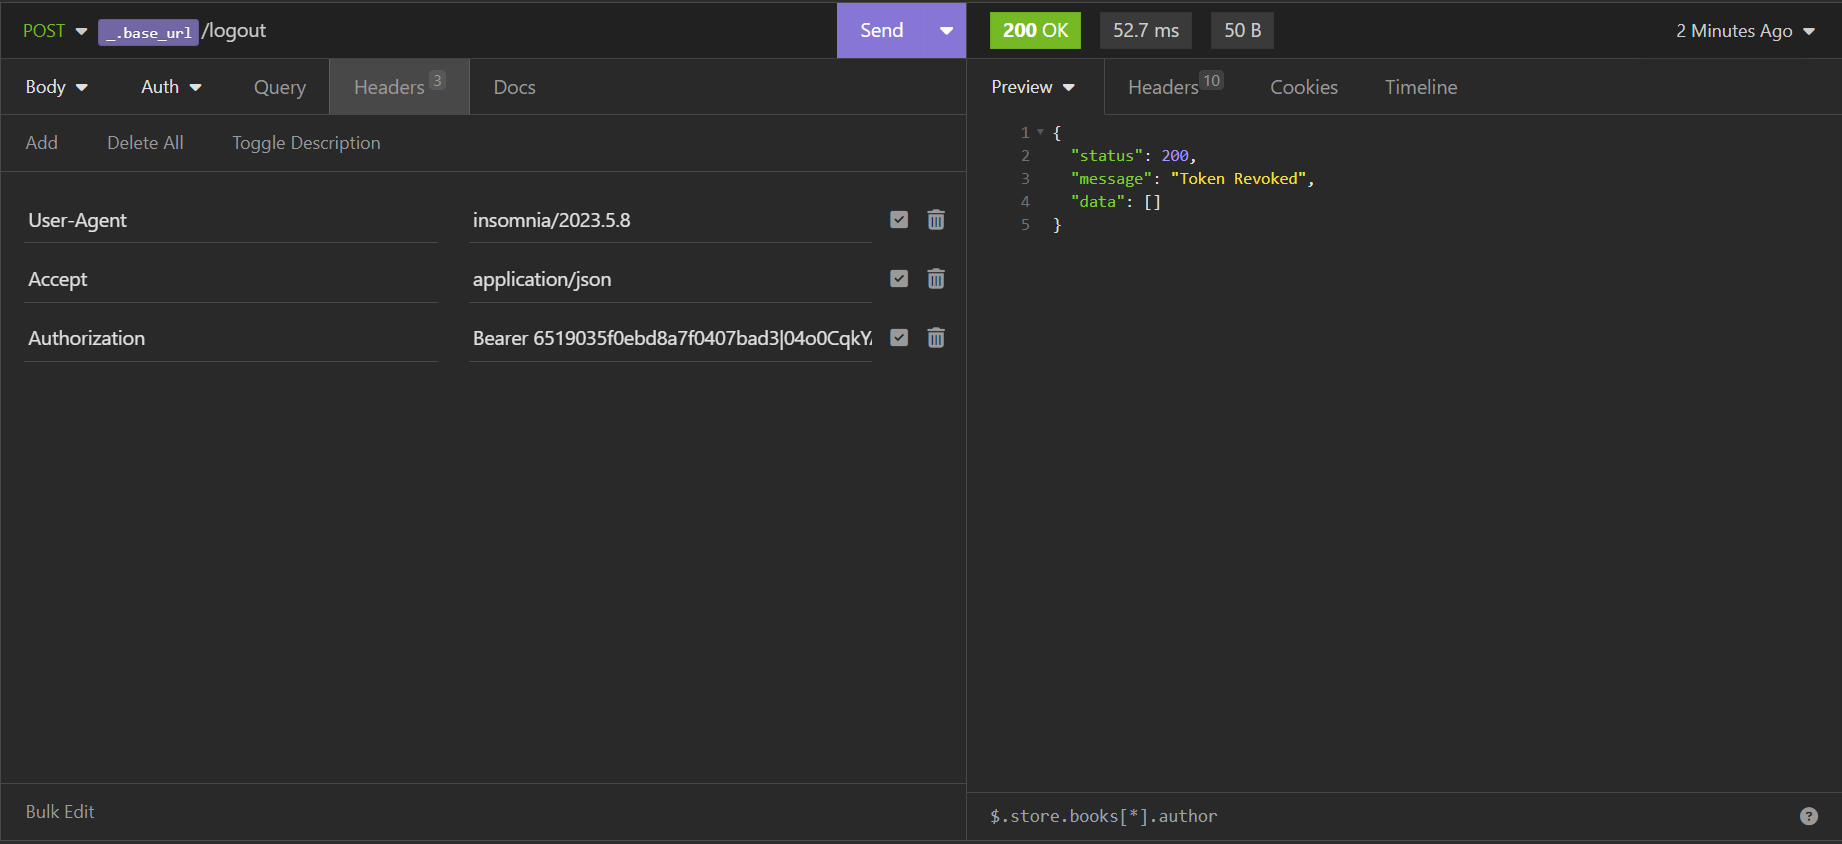 POST _.base_url/logout Send
200 OK 52.7 ms 50 B 2 Minutes Ago
Body Auth Query Headers 3 Docs
Preview Headers 10 Cookies Timeline
Add Delete All Toggle Description
User-Agent insomnia/2023.5.8
Accept application/json
Authorization Bearer 6519035f0ebd8a7f0407bad3|04o0CqkY
Bulk Edit
1 {
2 "status": 200,
3 "message": "Token Revoked",
4 "data": []
5 }
$.store.books[*].author ?